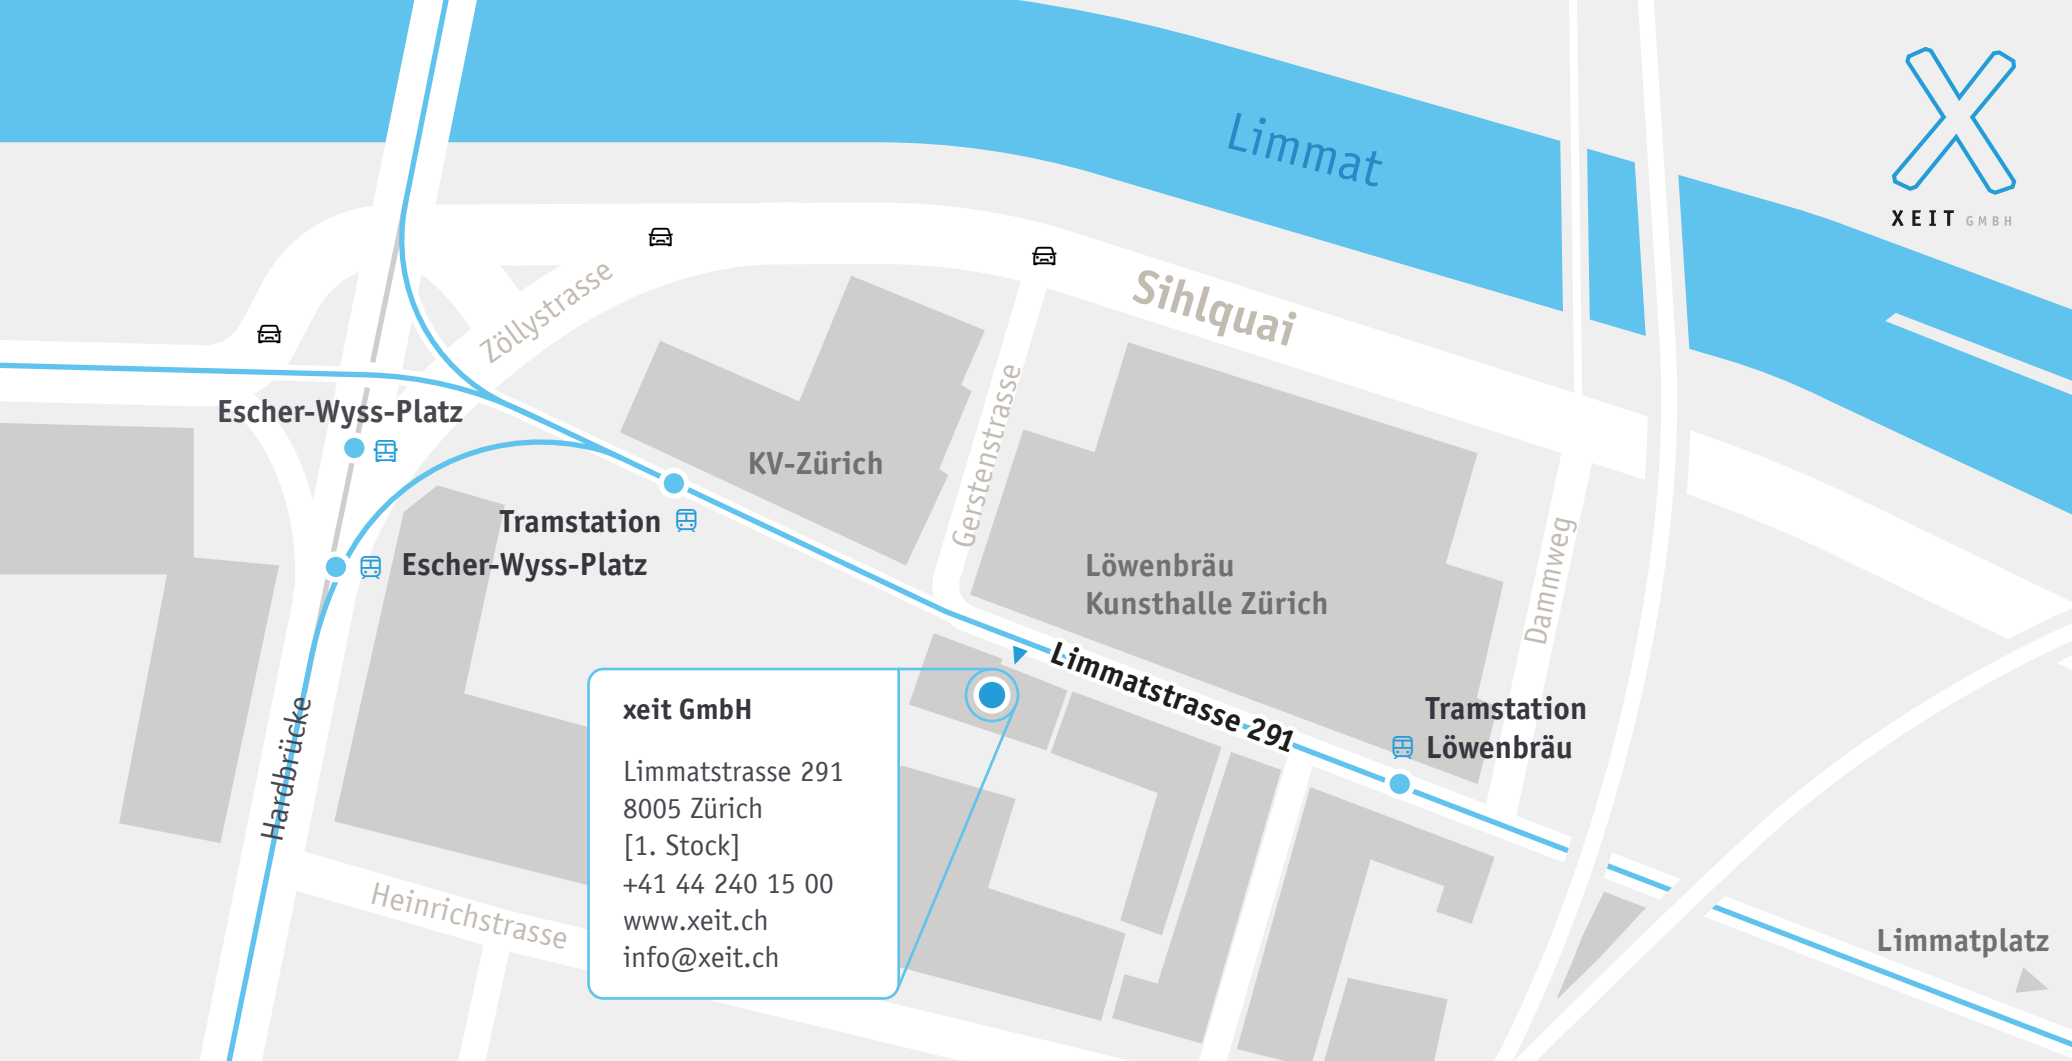 Limmat
XEIT GMBH
Zöllystrasse
Sihlquai
Escher-Wyss-Platz
KV-Zürich
Gerstenstrasse
Tramstation
Escher-Wyss-Platz
Löwenbräu
Kunsthalle Zürich
Dammweg
Limmatstrasse 291
Hardbrücke
xeit GmbH
Limmatstrasse 291
8005 Zürich
[1. Stock]
+41 44 240 15 00
www.xeit.ch
info@xeit.ch
Tramstation
Löwenbräu
Heinrichstrasse
Limmatplatz